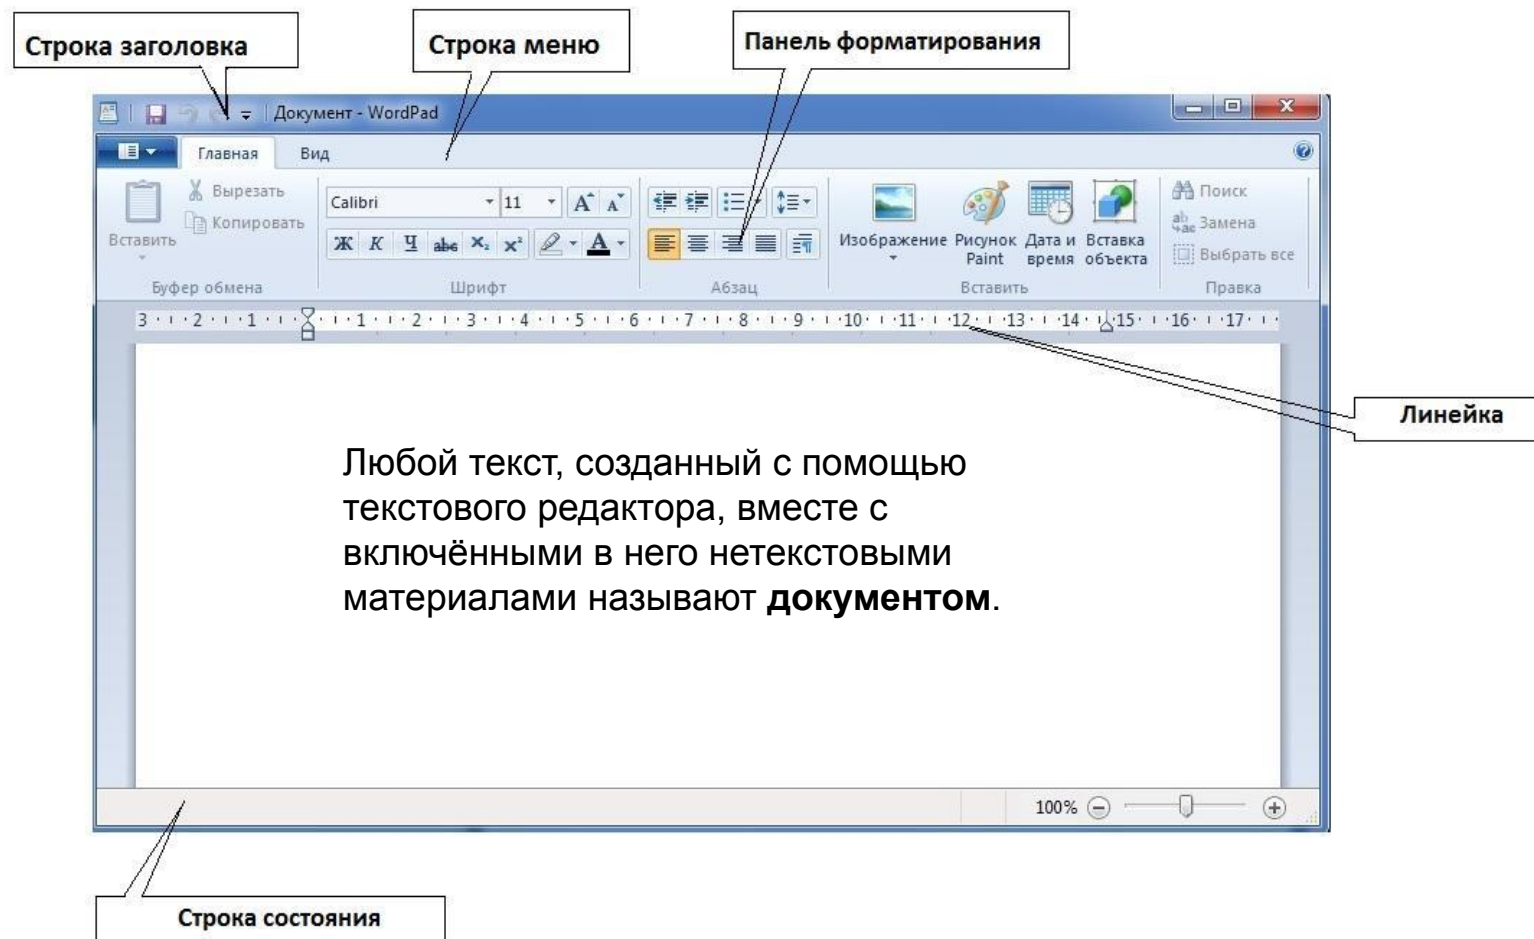 Строка заголовка
Строка меню
Панель форматирования
Документ - WordPad
Главная Вид
Вставить
Вырезать
Копировать
Буфер обмена
Calibri 11 A A
Ж К Ч abc X₂ X² A
Шрифт
Абзац
Изображение
Рисунок Paint
Дата и время
Вставка объекта
Вставить
Поиск
Замена
Выбрать все
Правка
3 2 1 1 2 3 4 5 6 7 8 9 10 11 12 13 14 15 16 17
Линейка
Любой текст, созданный с помощью
текстового редактора, вместе с
включёнными в него нетекстовыми
материалами называют документом.
100%
Строка состояния